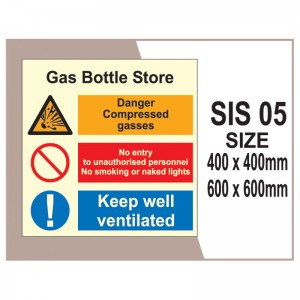 Gas Bottle Store
Danger
Compressed
gasses
No entry
to unauthorised personnel
No smoking or naked lights
Keep well
ventilated
SIS 05
SIZE
400 x 400mm
600 x 600mm